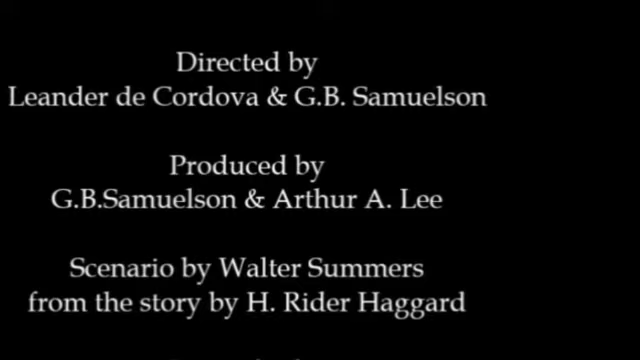 Directed by
Leander de Cordova & G.B. Samuelson
Produced by
G.B.Samuelson & Arthur A. Lee
Scenario by Walter Summers
from the story by H. Rider Haggard